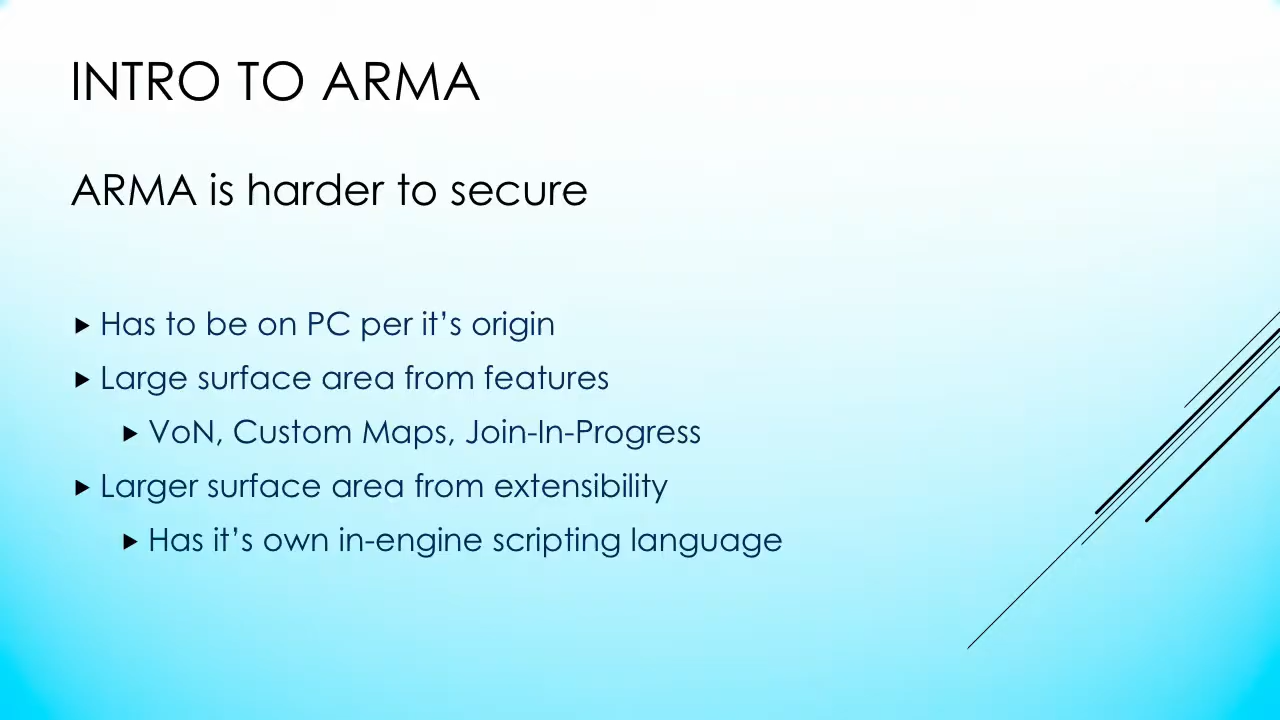 INTRO TO ARMA
ARMA is harder to secure
Has to be on PC per it’s origin
Large surface area from features
VoN, Custom Maps, Join-In-Progress
Larger surface area from extensibility
Has it’s own in-engine scripting language